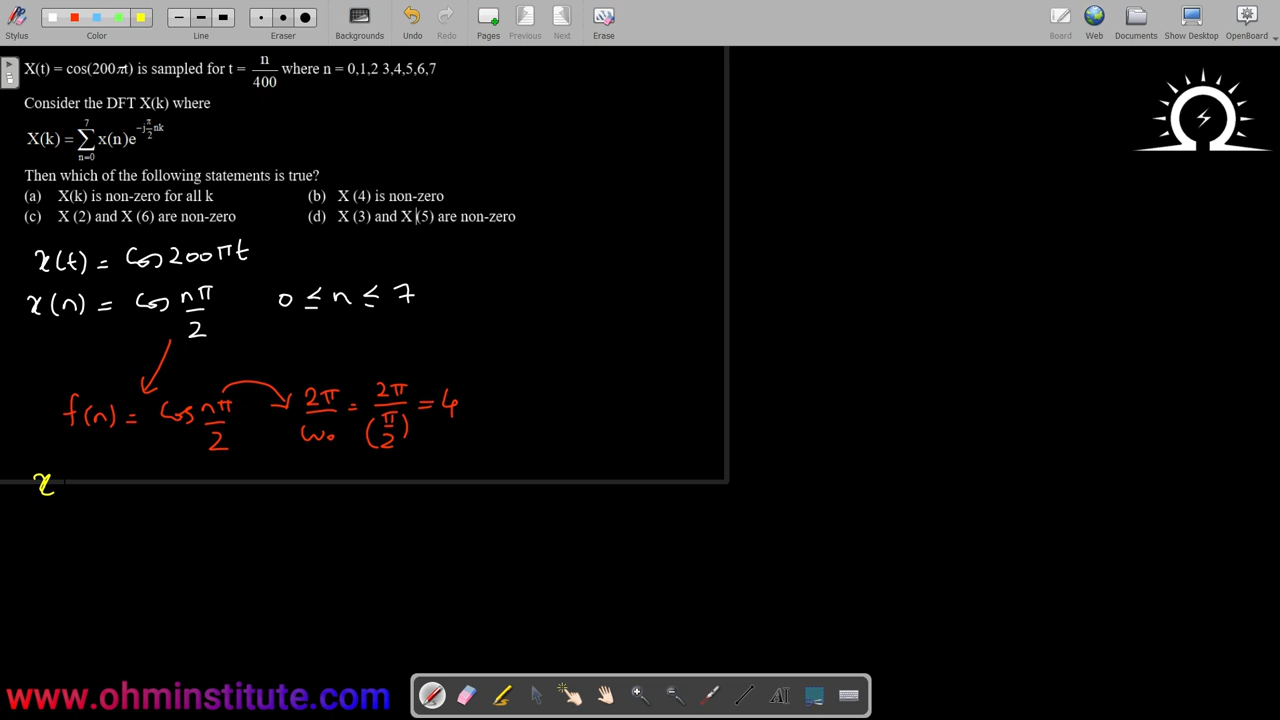 Stylus Color Line Eraser Backgrounds Undo Redo Pages Previous Next Erase Board Web Documents Show Desktop OpenBoard
X(t) = cos(200πt) is sampled for t = n/400 where n = 0,1,2 3,4,5,6,7
Consider the DFT X(k) where
X(k) = ∑_{n=0}^{7} x(n)e^{-j(π/2)nk}
Then which of the following statements is true?
(a) X(k) is non-zero for all k (b) X (4) is non-zero
(c) X (2) and X (6) are non-zero (d) X (3) and X (5) are non-zero
x(t) = cos 200πt
x(n) = cos nπ/2 0 ≤ n ≤ 7
f(n) = cos nπ/2 2π/ω₀ = 2π/(π/2) = 4
x
www.ohminstitute.com
AI